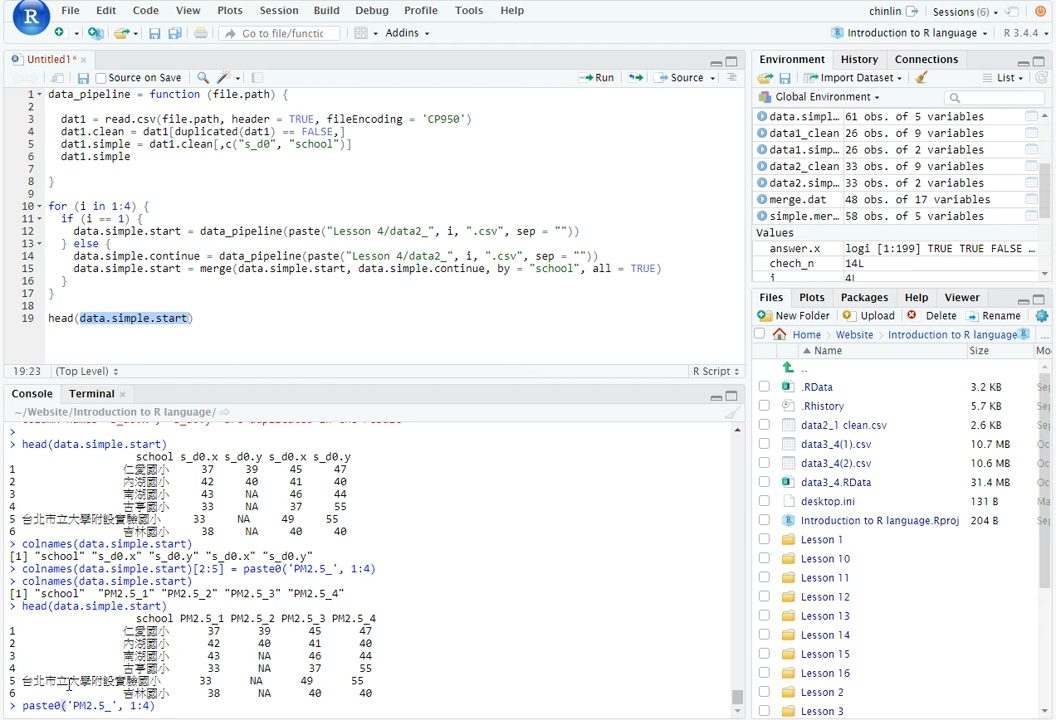 File Edit Code View Plots Session Build Debug Profile Tools Help
chinlin Sessions (6)
Go to file/functic Addins Introduction to R language R 3.4.4
Untitled1*
Source on Save Run Source
1 data_pipeline = function (file.path) {
2
3 dat1 = read.csv(file.path, header = TRUE, fileEncoding = 'CP950')
4 dat1.clean = dat1[duplicated(dat1) == FALSE,]
5 dat1.simple = dat1.clean[,c("s_d0", "school")]
6 dat1.simple
7
8 }
9
10 for (i in 1:4) {
11 if (i == 1) {
12 data.simple.start = data_pipeline(paste("Lesson 4/data2_", i, ".csv", sep = ""))
13 } else {
14 data.simple.continue = data_pipeline(paste("Lesson 4/data2_", i, ".csv", sep = ""))
15 data.simple.start = merge(data.simple.start, data.simple.continue, by = "school", all = TRUE)
16 }
17 }
18
19 head(data.simple.start)
19:23 (Top Level) R Script
Console Terminal
~/Website/Introduction to R language/
>
> head(data.simple.start)
school s_d0.x s_d0.y s_d0.x s_d0.y
1 仁愛國小 37 39 45 47
2 內湖國小 42 40 41 40
3 南湖國小 43 NA 46 44
4 古亭國小 33 NA 37 55
5 台北市立大學附設實驗國小 33 NA 49 55
6 吉林國小 38 NA 40 40
> colnames(data.simple.start)
[1] "school" "s_d0.x" "s_d0.y" "s_d0.x" "s_d0.y"
> colnames(data.simple.start)[2:5] = paste0('PM2.5_', 1:4)
> colnames(data.simple.start)
[1] "school" "PM2.5_1" "PM2.5_2" "PM2.5_3" "PM2.5_4"
> head(data.simple.start)
school PM2.5_1 PM2.5_2 PM2.5_3 PM2.5_4
1 仁愛國小 37 39 45 47
2 內湖國小 42 40 41 40
3 南湖國小 43 NA 46 44
4 古亭國小 33 NA 37 55
5 台北市立大學附設實驗國小 33 NA 49 55
6 吉林國小 38 NA 40 40
> paste0('PM2.5_', 1:4)
Environment History Connections
Import Dataset List
Global Environment
data.simpl… 61 obs. of 5 variables
data1_clean 26 obs. of 9 variables
data1.simp… 26 obs. of 2 variables
data2_clean 33 obs. of 9 variables
data2.simp… 33 obs. of 2 variables
merge.dat 48 obs. of 17 variables
simple.mer… 58 obs. of 5 variables
Values
answer.x logi [1:199] TRUE TRUE FALSE …
chech_n 14L
i 4L
Files Plots Packages Help Viewer
New Folder Upload Delete Rename
Home Website Introduction to R language ...
Name Size Mo
..
.RData 3.2 KB Sep
.Rhistory 5.7 KB Sep
data2_1 clean.csv 2.6 KB Sep
data3_4(1).csv 10.7 MB Oc
data3_4(2).csv 10.6 MB Oc
data3_4.RData 31.4 MB Oc
desktop.ini 131 B Ma
Introduction to R language.Rproj 204 B Sep
Lesson 1
Lesson 10
Lesson 11
Lesson 12
Lesson 13
Lesson 14
Lesson 15
Lesson 16
Lesson 2
Lesson 3